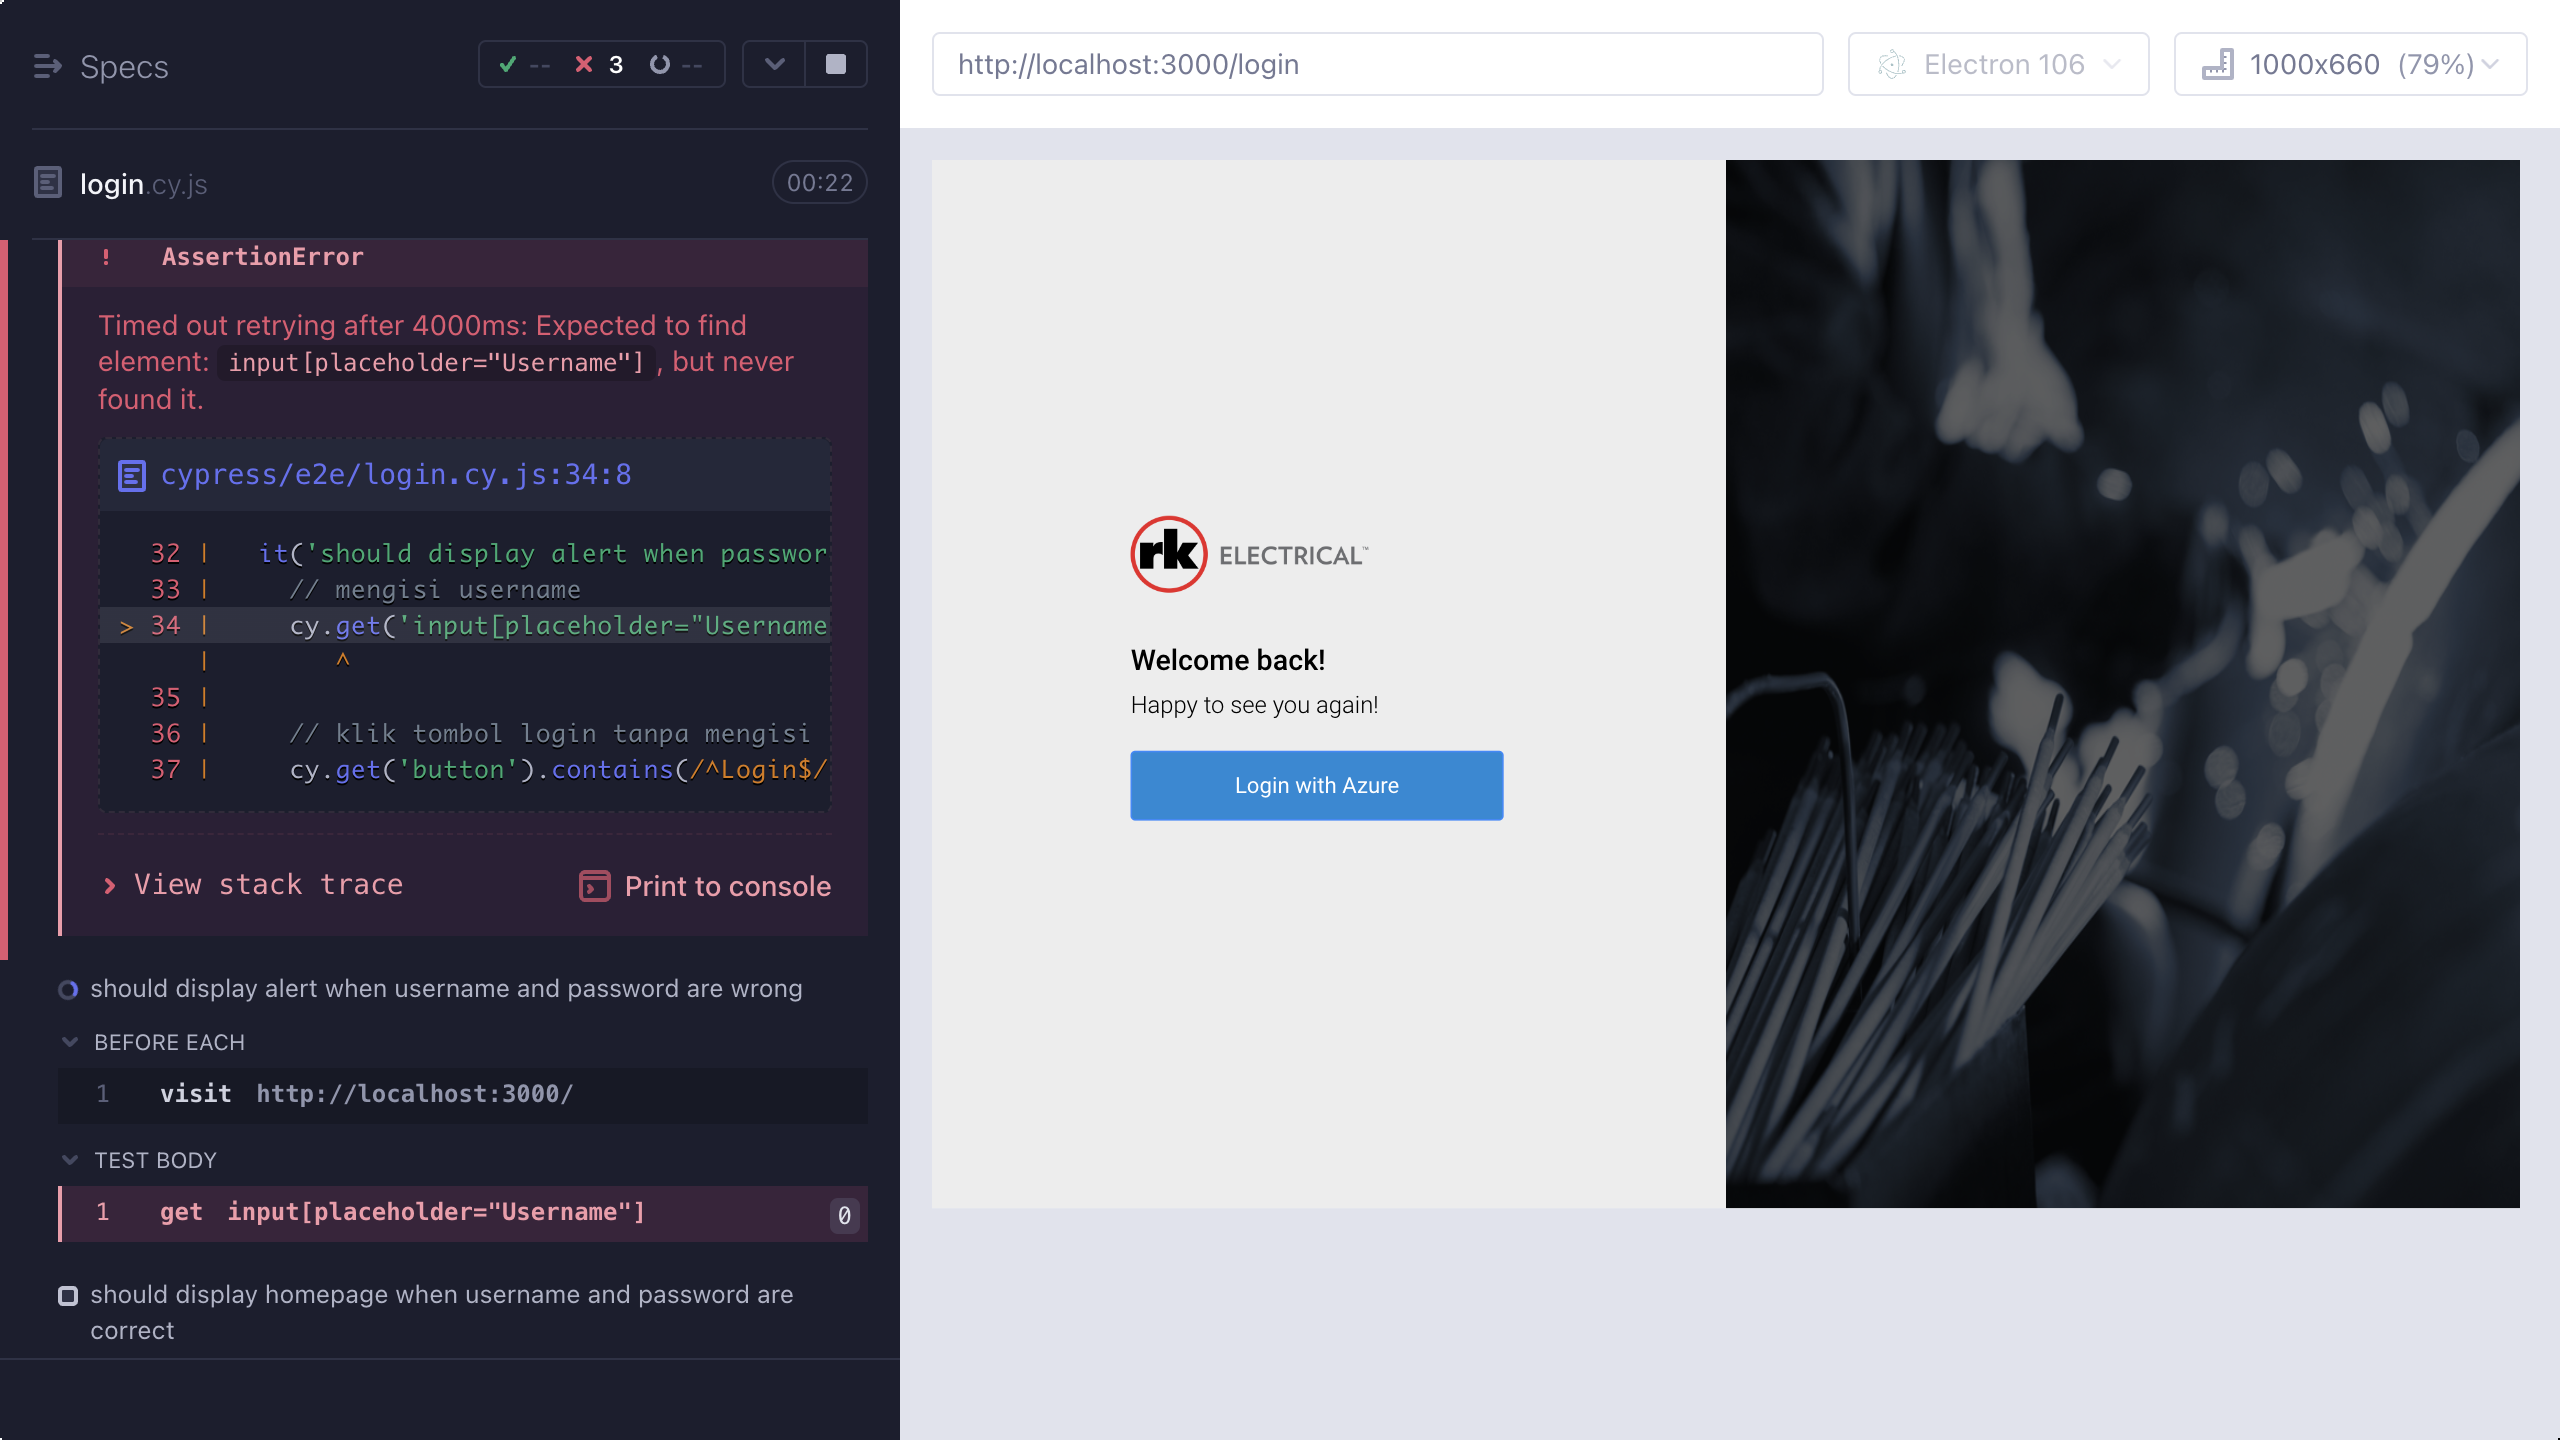 Specs
-- 3 --
login.cy.js
00:22
! AssertionError
Timed out retrying after 4000ms: Expected to find
element: input[placeholder="Username"] , but never
found it.
cypress/e2e/login.cy.js:34:8
32 | it('should display alert when passwor
33 | // mengisi username
> 34 | cy.get('input[placeholder="Username
| ^
35 |
36 | // klik tombol login tanpa mengisi
37 | cy.get('button').contains(/^Login$/
View stack trace
Print to console
should display alert when username and password are wrong
BEFORE EACH
1 visit http://localhost:3000/
TEST BODY
1 get input[placeholder="Username"] 0
should display homepage when username and password are
correct
http://localhost:3000/login
Electron 106
1000x660 (79%)
rk ELECTRICAL™
Welcome back!
Happy to see you again!
Login with Azure